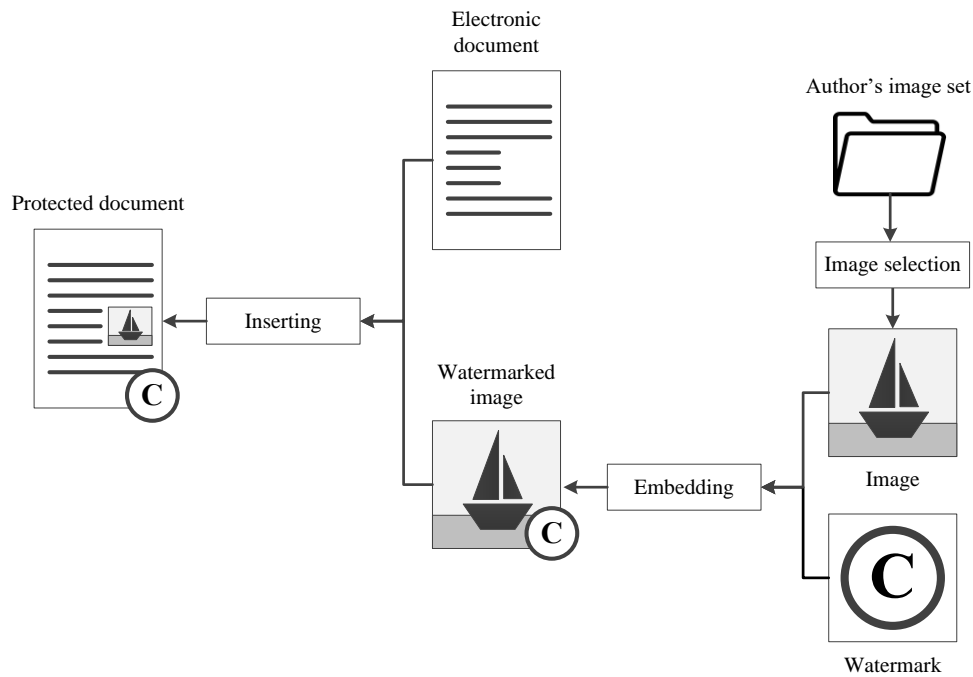 Electronic
document
Author's image set
Protected document
Image selection
Inserting
Watermarked
image
C
C
Embedding
Image
C
Watermark